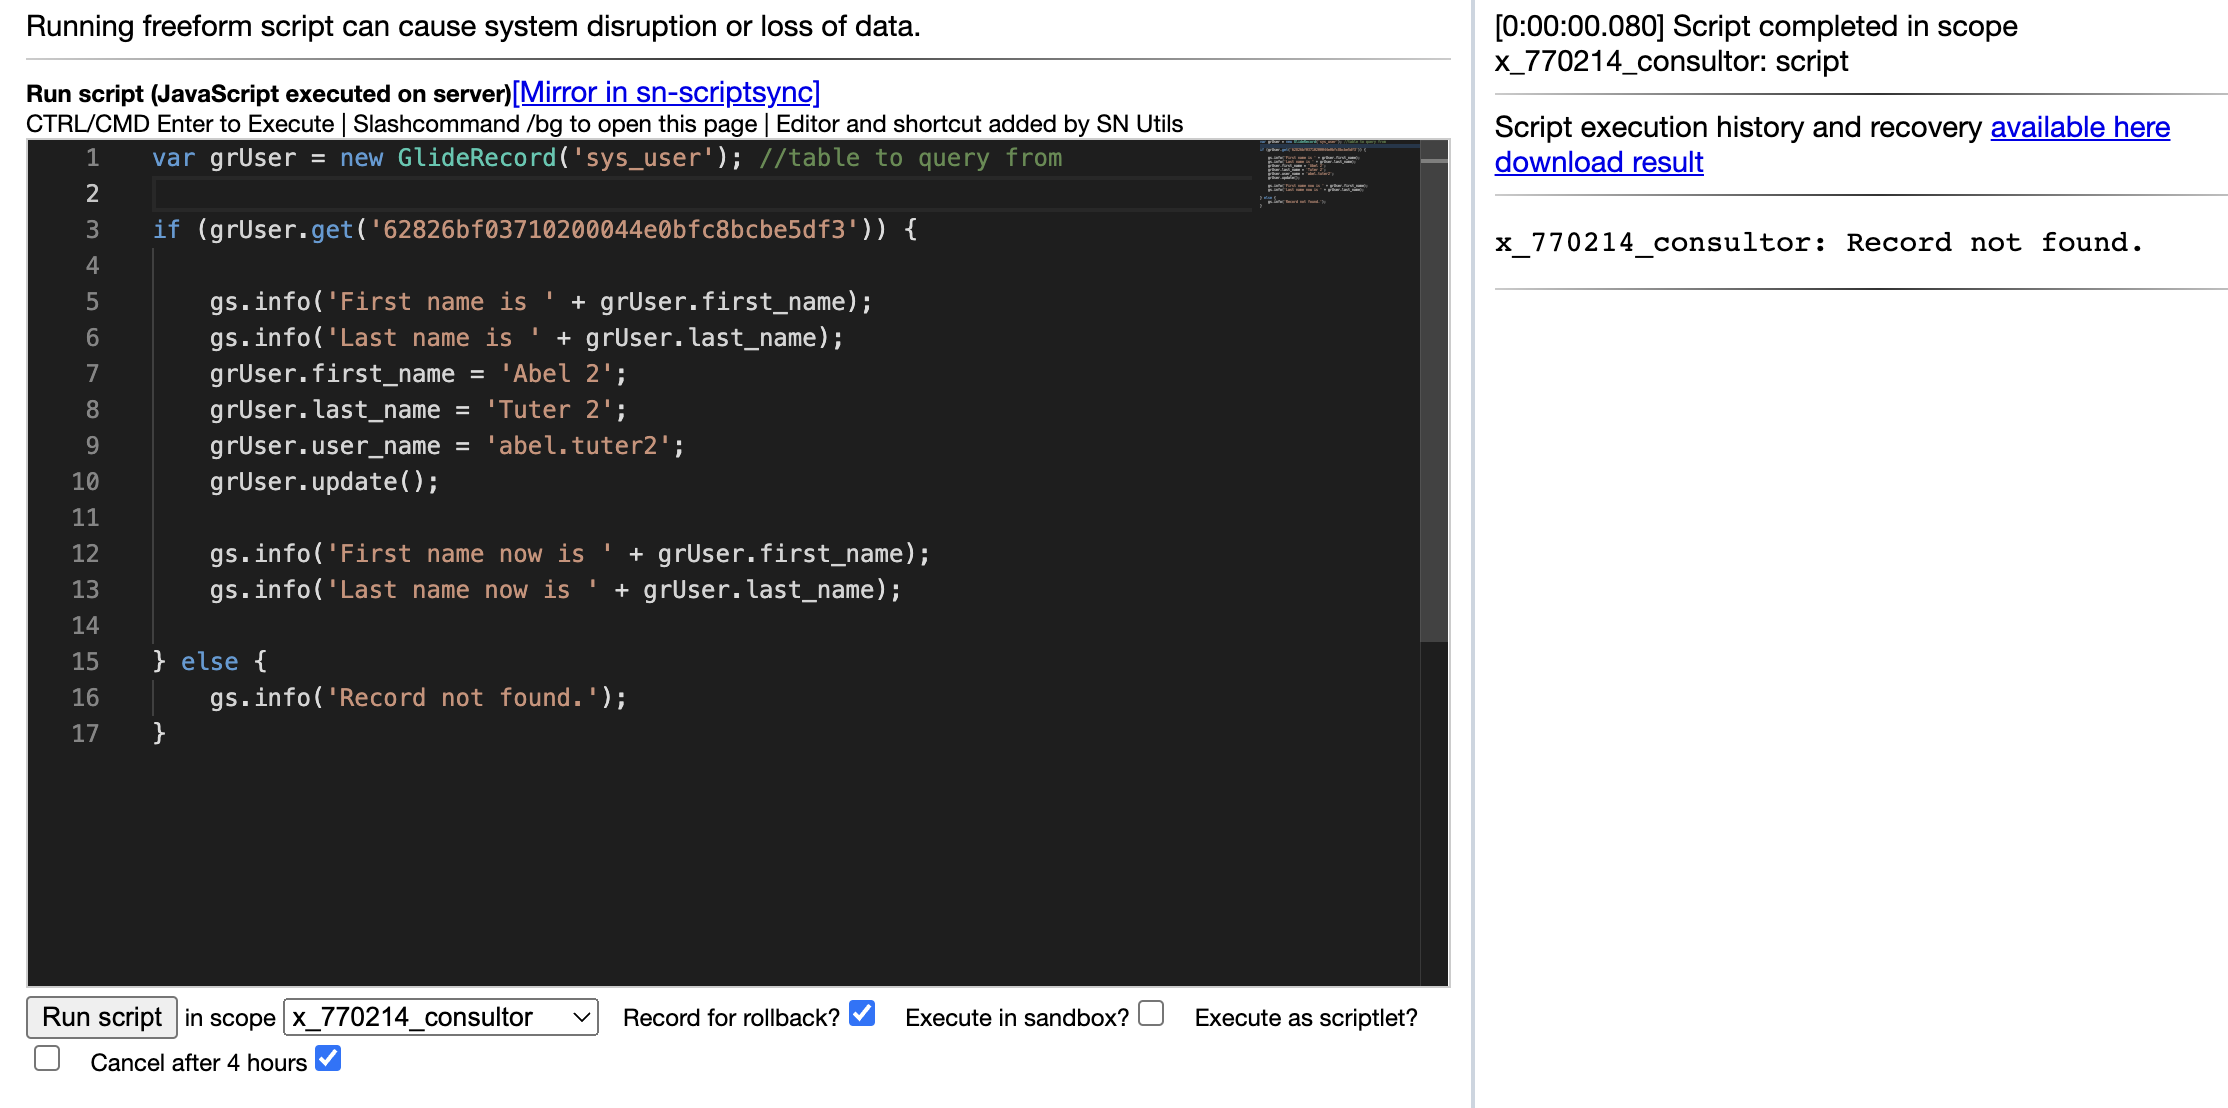 Running freeform script can cause system disruption or loss of data.
Run script (JavaScript executed on server)[Mirror in sn-scriptsync]
CTRL/CMD Enter to Execute | Slashcommand /bg to open this page | Editor and shortcut added by SN Utils
1 var grUser = new GlideRecord('sys_user'); //table to query from
2
3 if (grUser.get('62826bf03710200044e0bfc8bcbe5df3')) {
4
5 gs.info('First name is ' + grUser.first_name);
6 gs.info('Last name is ' + grUser.last_name);
7 grUser.first_name = 'Abel 2';
8 grUser.last_name = 'Tuter 2';
9 grUser.user_name = 'abel.tuter2';
10 grUser.update();
11
12 gs.info('First name now is ' + grUser.first_name);
13 gs.info('Last name now is ' + grUser.last_name);
14
15 } else {
16 gs.info('Record not found.');
17 }
Run script in scope x_770214_consultor Record for rollback? Execute in sandbox? Execute as scriptlet?
Cancel after 4 hours
[0:00:00.080] Script completed in scope
x_770214_consultor: script
Script execution history and recovery available here
download result
x_770214_consultor: Record not found.